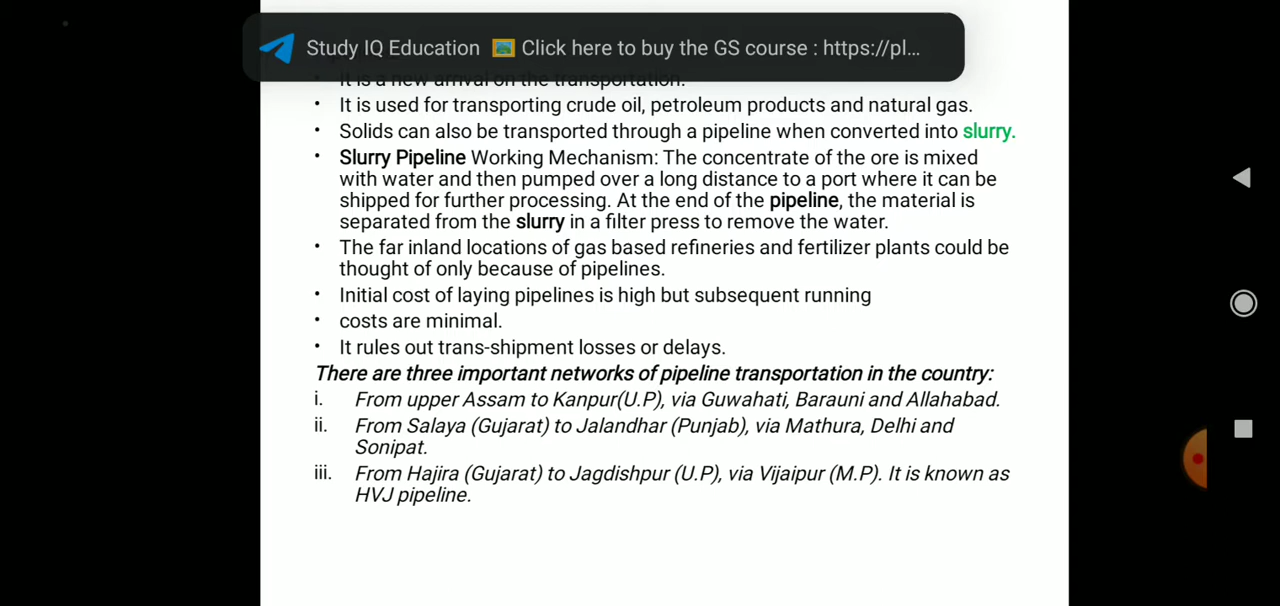 Study IQ Education 🖼 Click here to buy the GS course : https://pl...
• It is a new arrival on the transportation.
• It is used for transporting crude oil, petroleum products and natural gas.
• Solids can also be transported through a pipeline when converted into slurry.
• Slurry Pipeline Working Mechanism: The concentrate of the ore is mixed
with water and then pumped over a long distance to a port where it can be
shipped for further processing. At the end of the pipeline, the material is
separated from the slurry in a filter press to remove the water.
• The far inland locations of gas based refineries and fertilizer plants could be
thought of only because of pipelines.
• Initial cost of laying pipelines is high but subsequent running
• costs are minimal.
• It rules out trans-shipment losses or delays.
There are three important networks of pipeline transportation in the country:
i. From upper Assam to Kanpur(U.P), via Guwahati, Barauni and Allahabad.
ii. From Salaya (Gujarat) to Jalandhar (Punjab), via Mathura, Delhi and
Sonipat.
iii. From Hajira (Gujarat) to Jagdishpur (U.P), via Vijaipur (M.P). It is known as
HVJ pipeline.